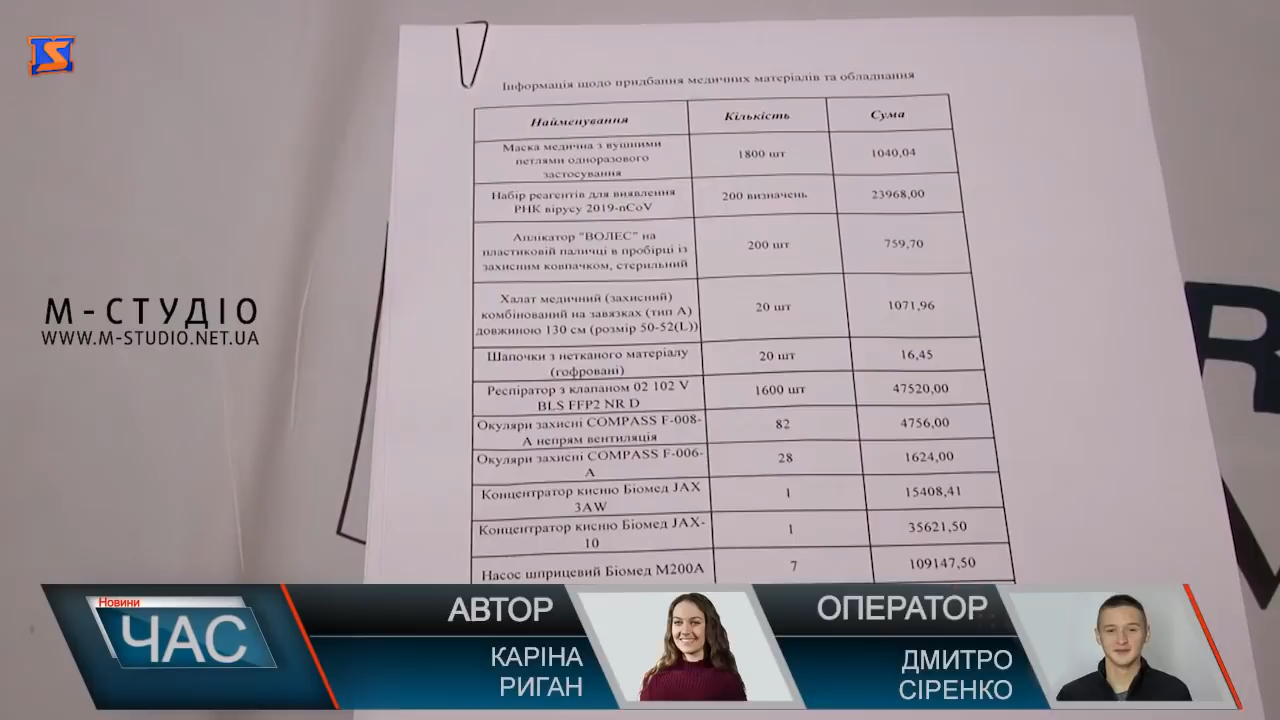 Інформація щодо придбання медичних матеріалів та обладнання
Найменування Кількість Сума
Маска медична з вушними
петлями одноразового
застосування
1800 шт 1040,04
Набір реагентів для виявлення
РНК вірусу 2019-nCoV
200 визначень 23968,00
Аплікатор "ВОЛЕС" на
пластиковій паличці в пробірці із
захисним ковпачком, стерильний
200 шт 759,70
Халат медичний (захисний)
комбінований на завязках (тип А)
довжиною 130 см (розмір 50-52(L))
20 шт 1071,96
Шапочки з нетканого матеріалу
(гофровані)
20 шт 16,45
Респіратор з клапаном 02 102 V
BLS FFP2 NR D
1600 шт 47520,00
Окуляри захисні COMPASS F-008-
А непрям вентиляція
82 4756,00
Окуляри захисні COMPASS F-006-
А
28 1624,00
Концентратор кисню Біомед JAX
3AW
1 15408,41
Концентратор кисню Біомед JAX-
10
1 35621,50
Насос шприцевий Біомед М200А 7 109147,50
М-СТУДІО
WWW.M-STUDIO.NET.UA
Новини
ЧАС
АВТОР
КАРІНА
РИГАН
ОПЕРАТОР
ДМИТРО
СІРЕНКО